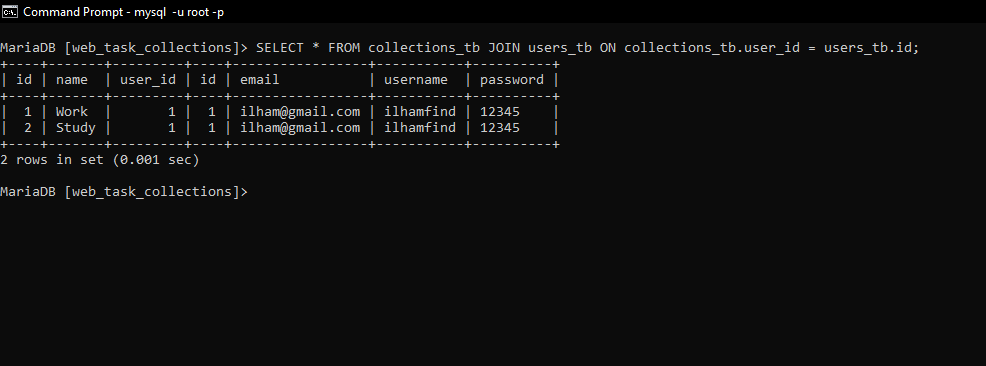 Command Prompt - mysql  -u root -p
MariaDB [web_task_collections]> SELECT * FROM collections_tb JOIN users_tb ON collections_tb.user_id = users_tb.id;
+----+-------+---------+----+-----------------+-----------+----------+
| id | name  | user_id | id | email           | username  | password |
+----+-------+---------+----+-----------------+-----------+----------+
|  1 | Work  |       1 |  1 | ilham@gmail.com | ilhamfind | 12345    |
|  2 | Study |       1 |  1 | ilham@gmail.com | ilhamfind | 12345    |
+----+-------+---------+----+-----------------+-----------+----------+
2 rows in set (0.001 sec)
MariaDB [web_task_collections]>